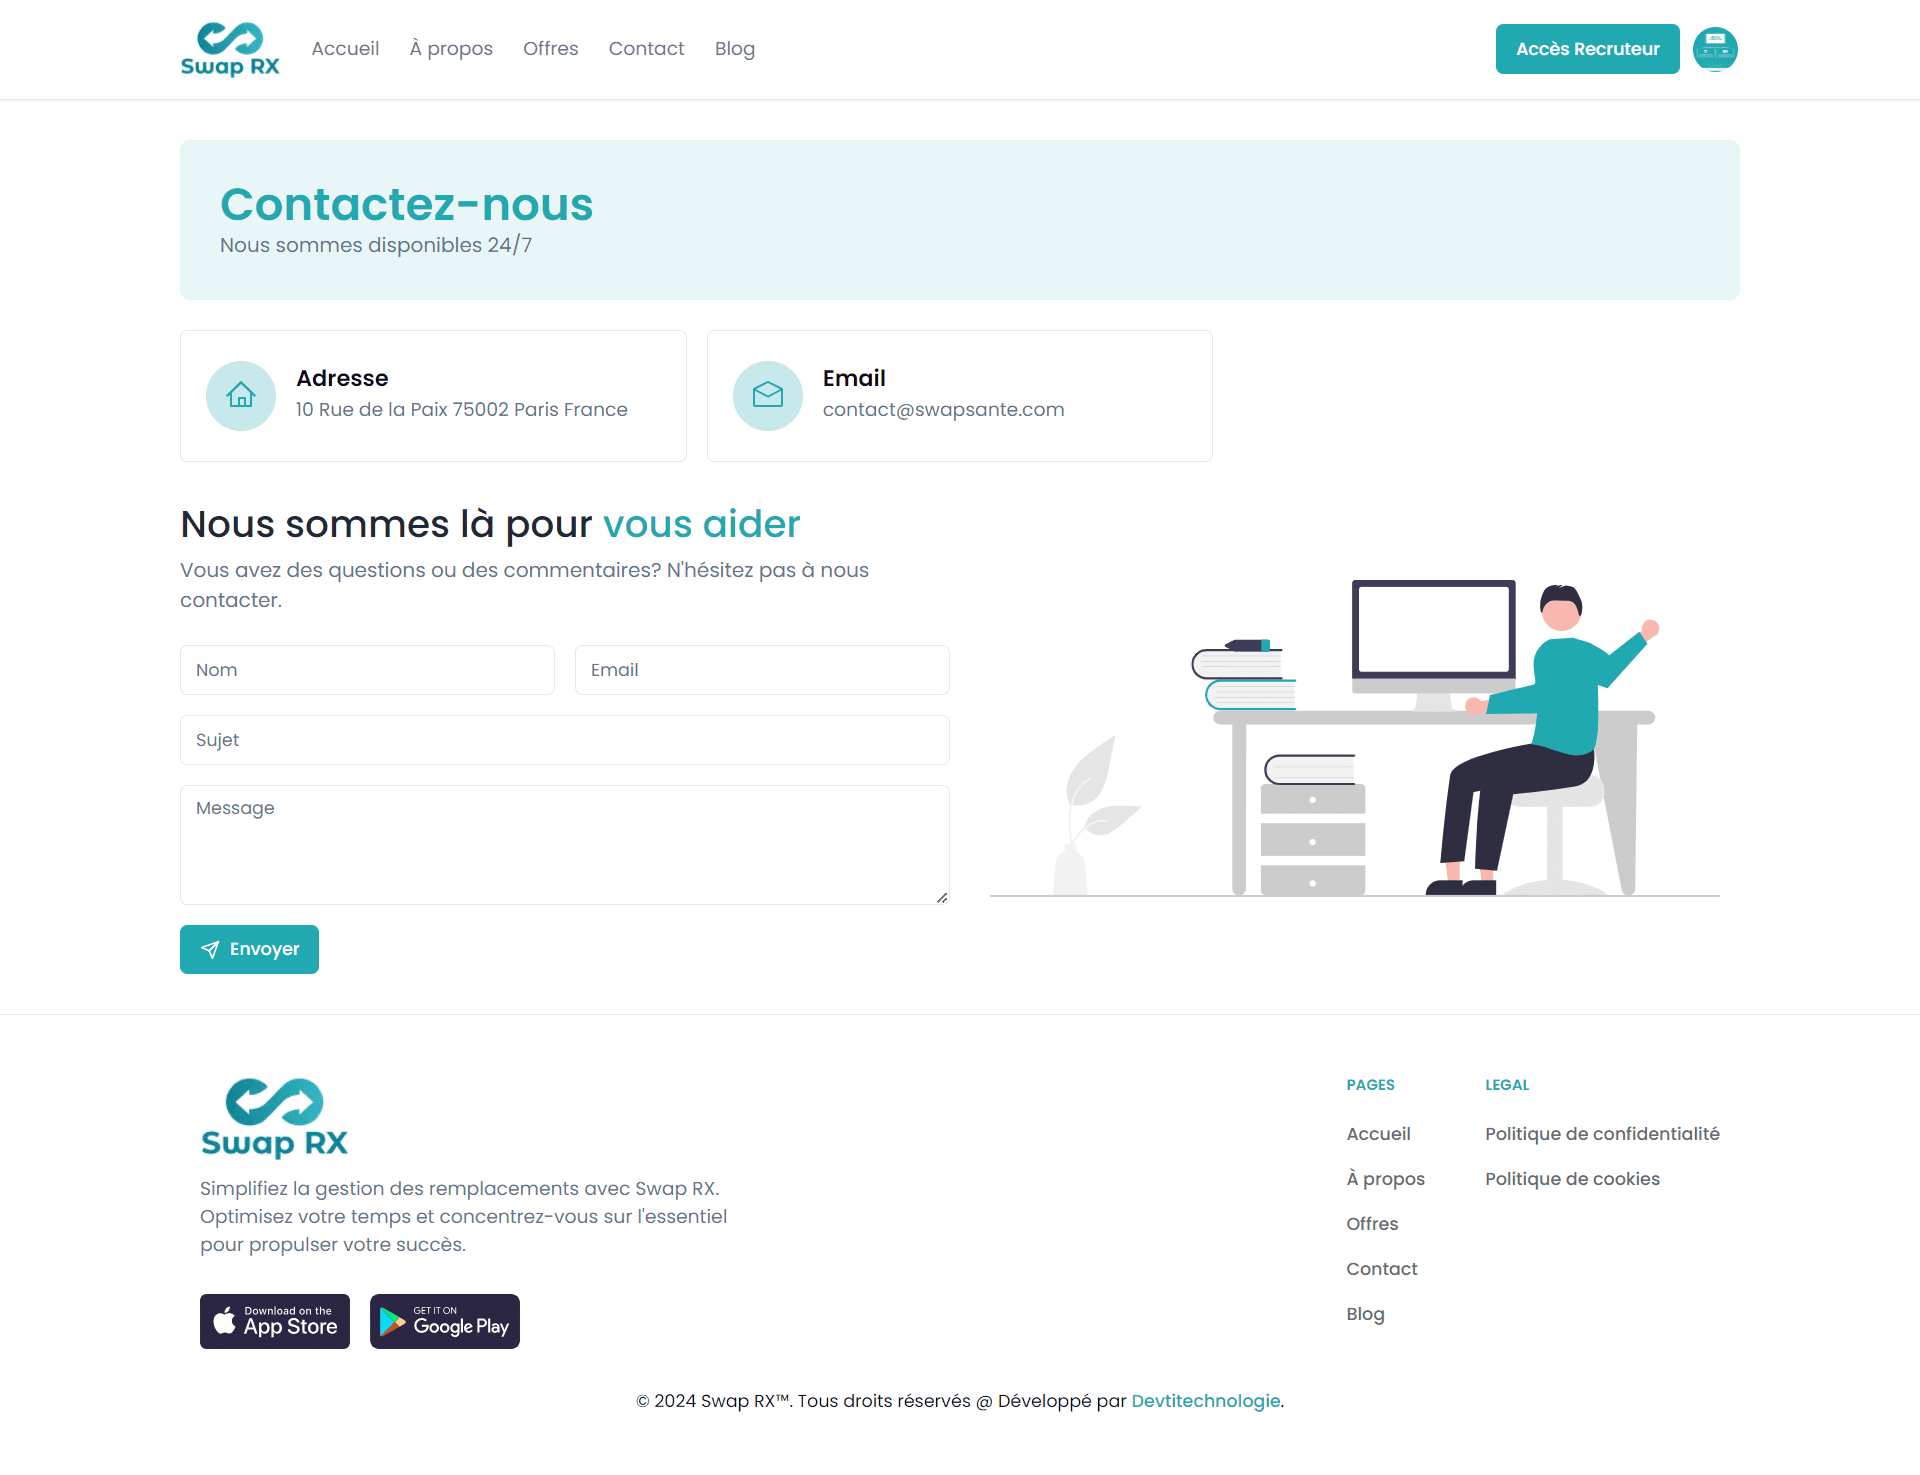 Swap RX
Accueil
À propos
Offres
Contact
Blog
Accès Recruteur
Contactez-nous
Nous sommes disponibles 24/7
Adresse
10 Rue de la Paix 75002 Paris France
Email
contact@swapsante.com
Nous sommes là pour vous aider
Vous avez des questions ou des commentaires? N'hésitez pas à nous
contacter.
Nom
Email
Sujet
Message
Envoyer
Swap RX
Simplifiez la gestion des remplacements avec Swap RX.
Optimisez votre temps et concentrez-vous sur l'essentiel
pour propulser votre succès.
Download on the
App Store
GET IT ON
Google Play
PAGES
Accueil
À propos
Offres
Contact
Blog
LEGAL
Politique de confidentialité
Politique de cookies
© 2024 Swap RX™. Tous droits réservés @ Développé par Devtitechnologie.